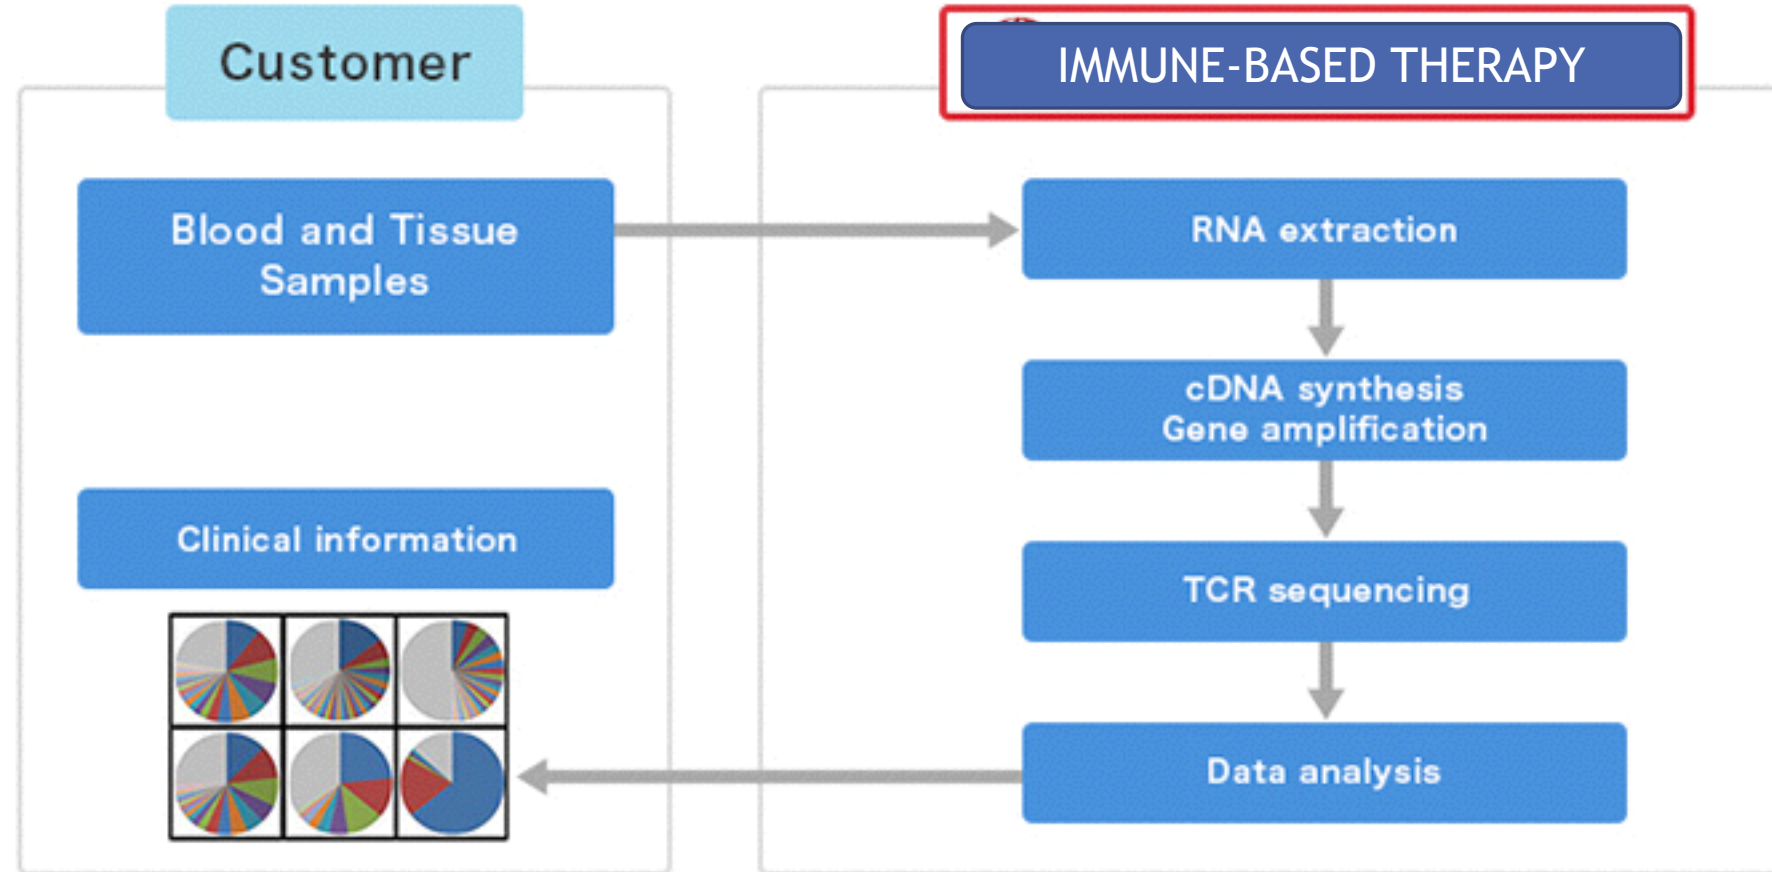 Customer
IMMUNE-BASED THERAPY
Blood and Tissue
Samples
RNA extraction
cDNA synthesis
Gene amplification
Clinical information
TCR sequencing
Data analysis